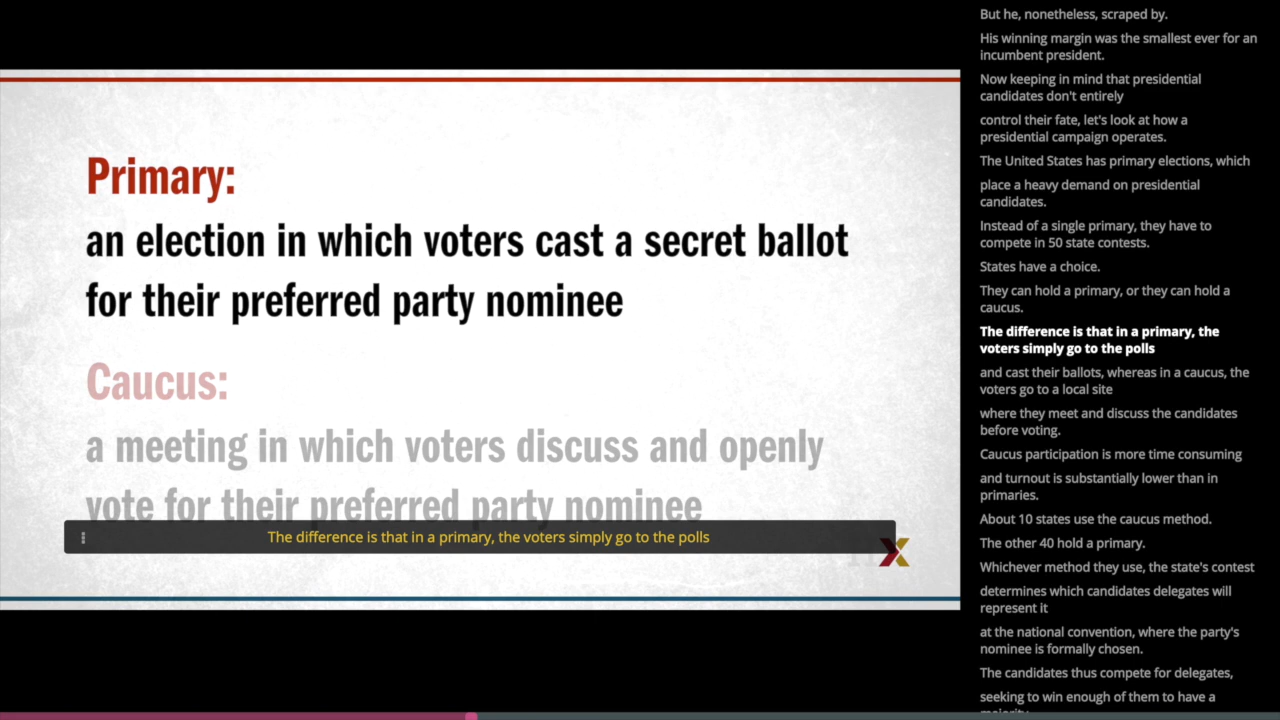 Primary:
an election in which voters cast a secret ballot
for their preferred party nominee
Caucus:
a meeting in which voters discuss and openly
vote for their preferred party nominee
The difference is that in a primary, the voters simply go to the polls
But he, nonetheless, scraped by.
His winning margin was the smallest ever for an
incumbent president.
Now keeping in mind that presidential
candidates don't entirely
control their fate, let's look at how a
presidential campaign operates.
The United States has primary elections, which
place a heavy demand on presidential
candidates.
Instead of a single primary, they have to
compete in 50 state contests.
States have a choice.
They can hold a primary, or they can hold a
caucus.
The difference is that in a primary, the
voters simply go to the polls
and cast their ballots, whereas in a caucus, the
voters go to a local site
where they meet and discuss the candidates
before voting.
Caucus participation is more time consuming
and turnout is substantially lower than in
primaries.
About 10 states use the caucus method.
The other 40 hold a primary.
Whichever method they use, the state's contest
determines which candidates delegates will
represent it
at the national convention, where the party's
nominee is formally chosen.
The candidates thus compete for delegates,
seeking to win enough of them to have a
majority